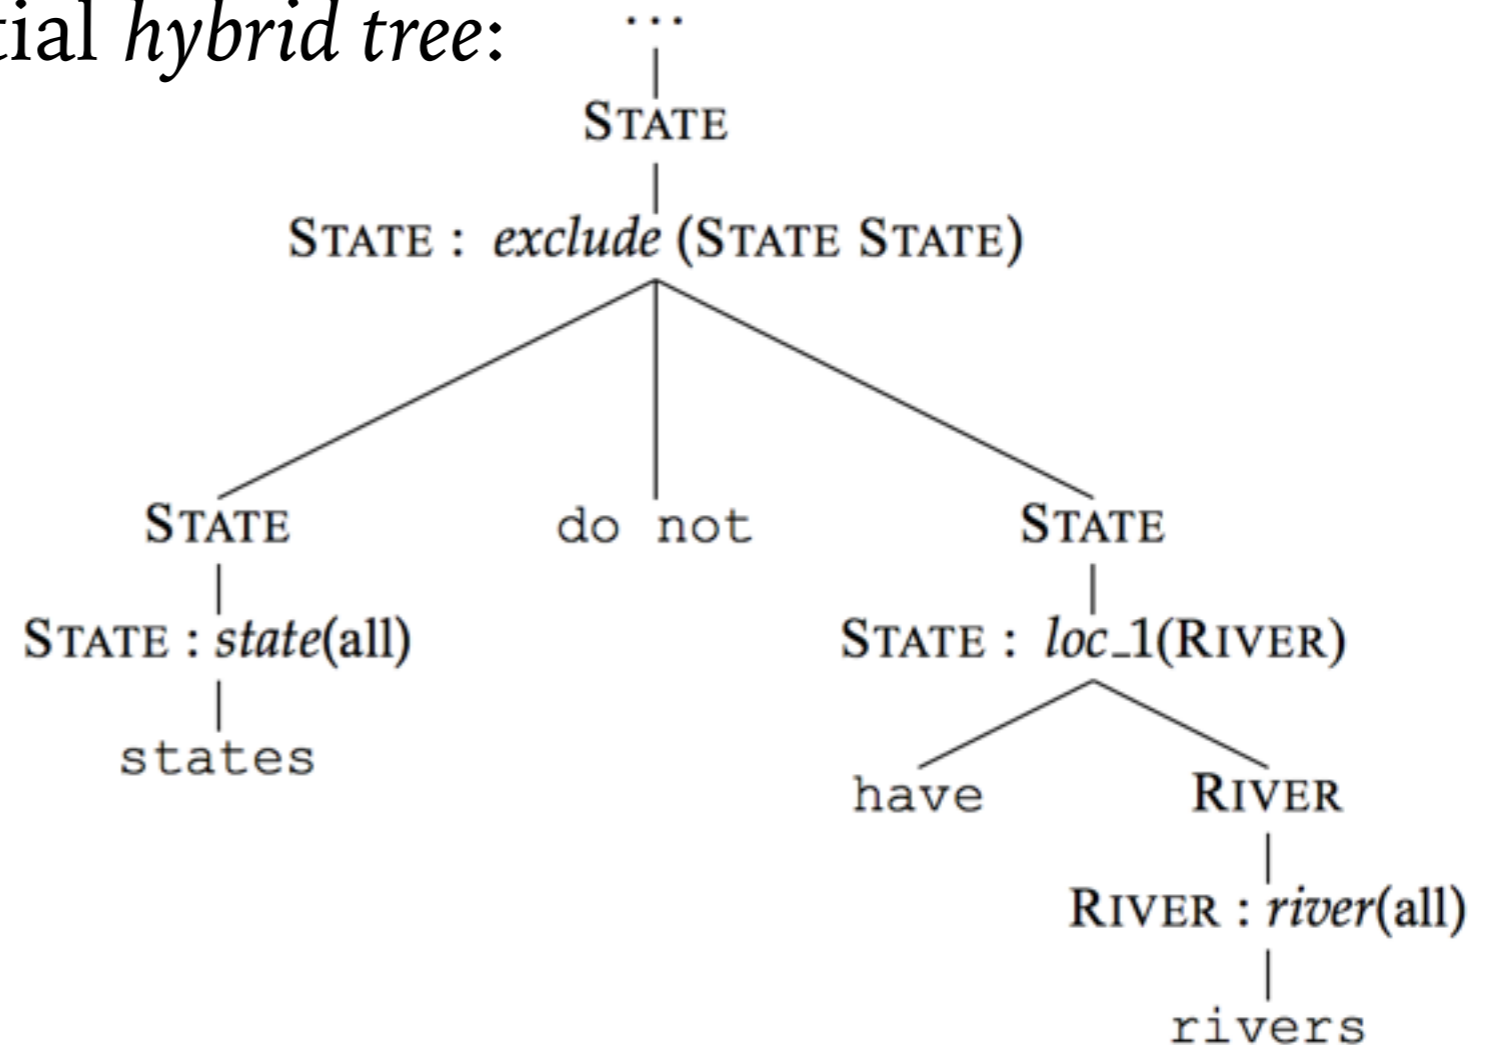 tial hybrid tree:
...
STATE
STATE : exclude (STATE STATE)
STATE do not STATE
STATE : state(all) STATE : loc_1(RIVER)
states
have RIVER
RIVER : river(all)
rivers